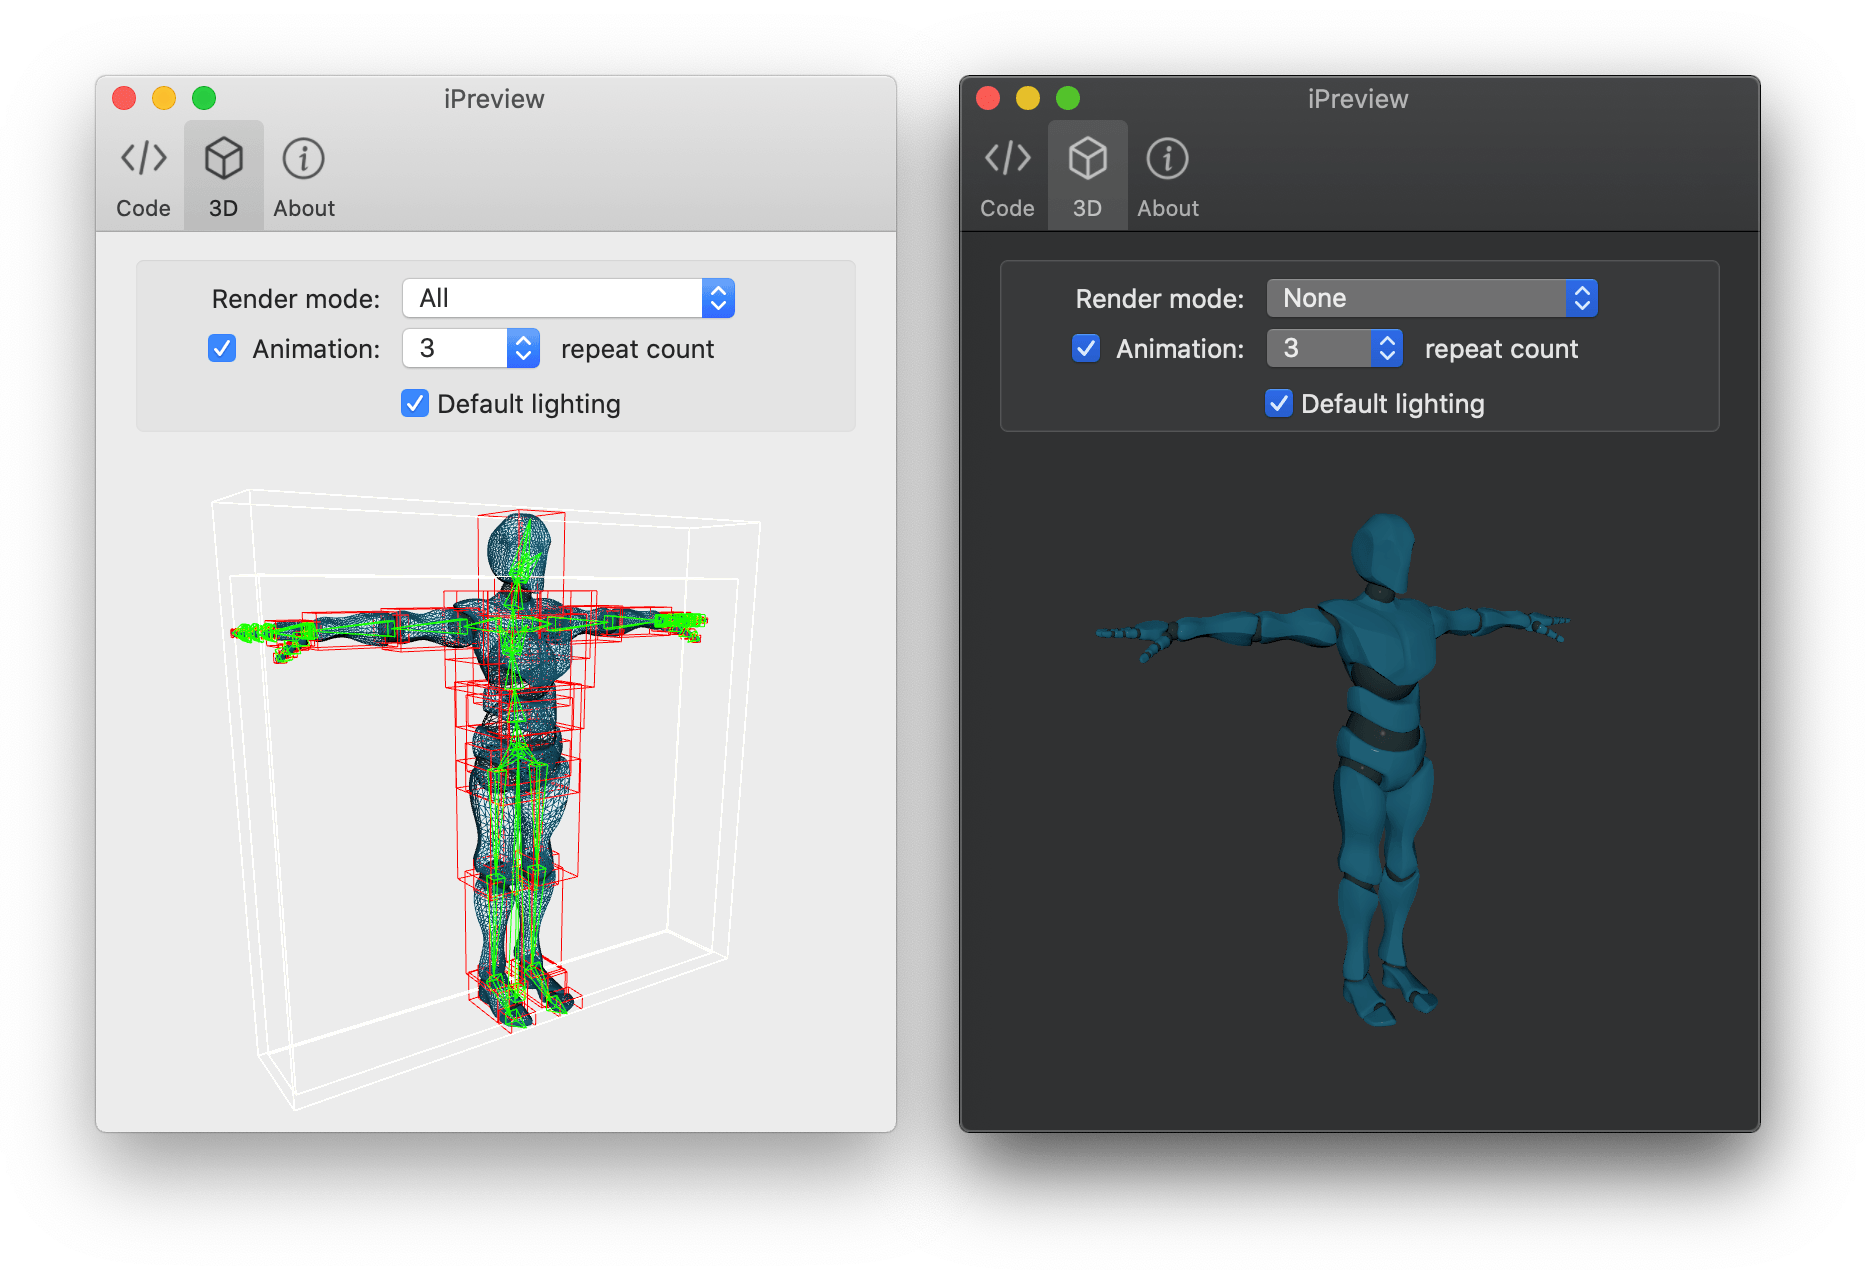 iPreview
Code 3D About
Render mode: All
Animation: 3 repeat count
Default lighting
iPreview
Code 3D About
Render mode: None
Animation: 3 repeat count
Default lighting